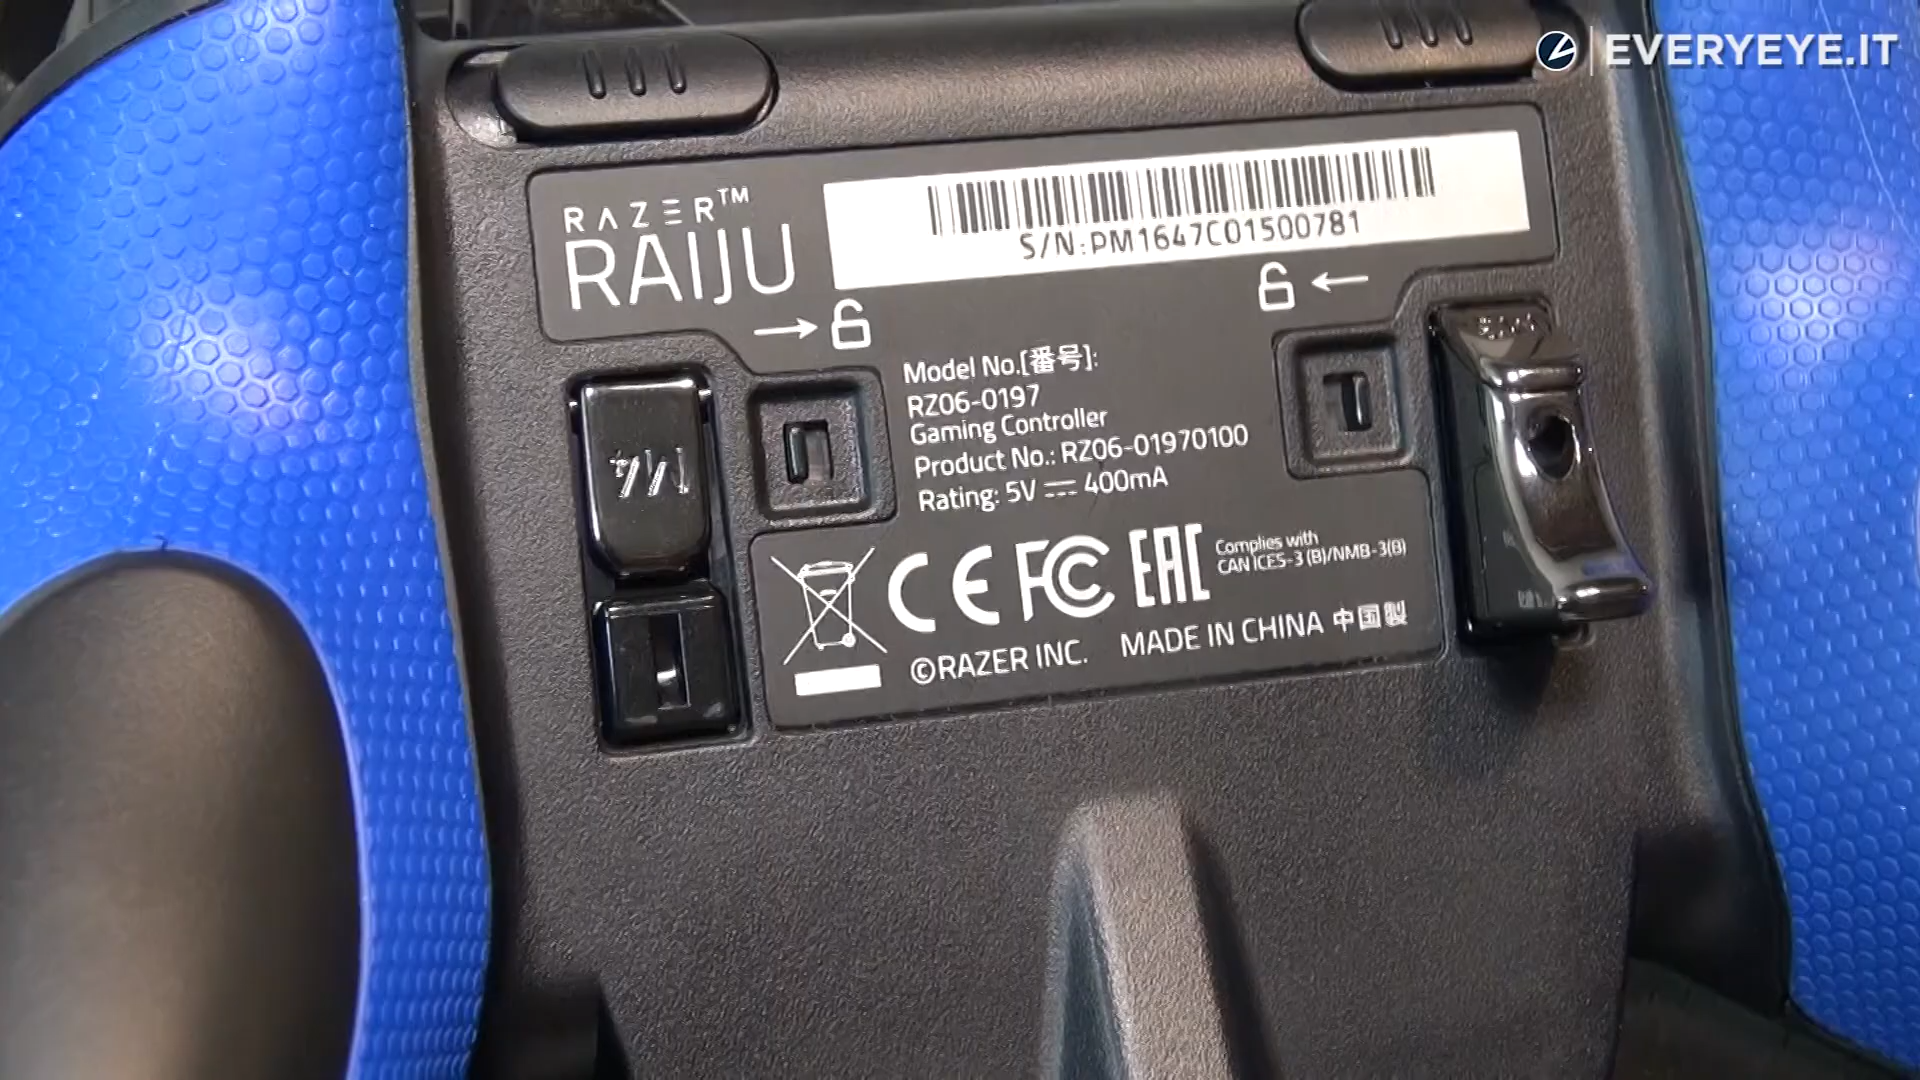 EVERYEYE.IT
RAZER™
RAIJU
S/N:PM1647C01500781
Model No.[番号]:
RZ06-0197
Gaming Controller
Product No.: RZ06-01970100
Rating: 5V ⎓ 400mA
CE FC EAC
Complies with
CAN ICES-3 (B)/NMB-3(B)
©RAZER INC. MADE IN CHINA 中国製
M4